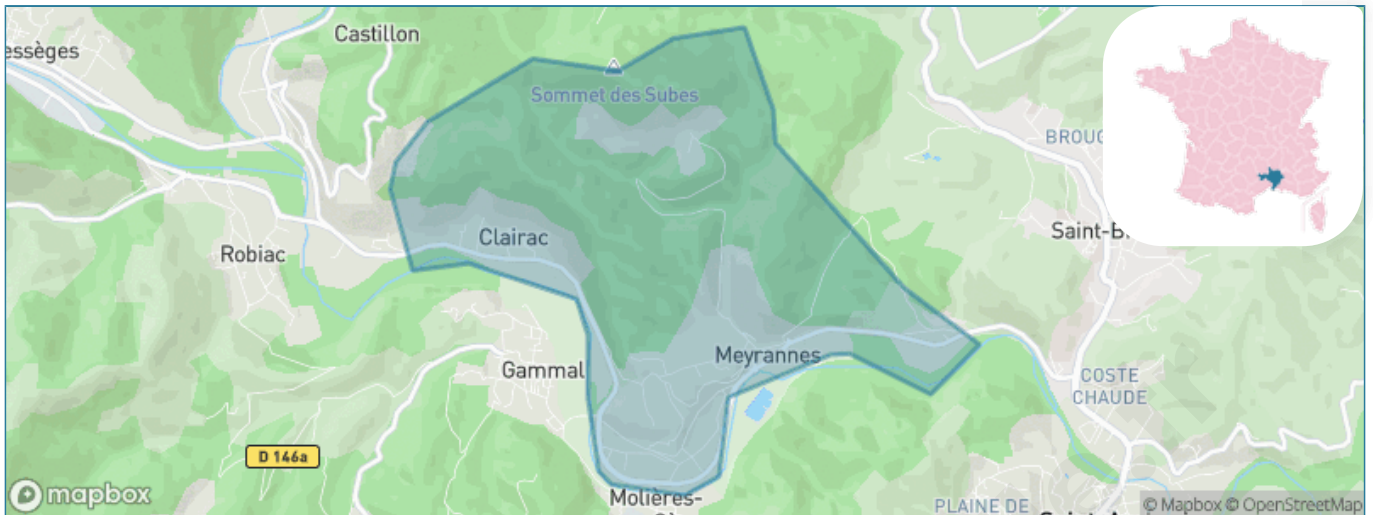 Castillon
essèges
Sommet des Subes
BROUG
Saint-B
Clairac
Robiac
Meyrannes
Gammal
COSTE
CHAUDE
D 146a
Molières-
PLAINE DE
mapbox
© Mapbox © OpenStreetMap